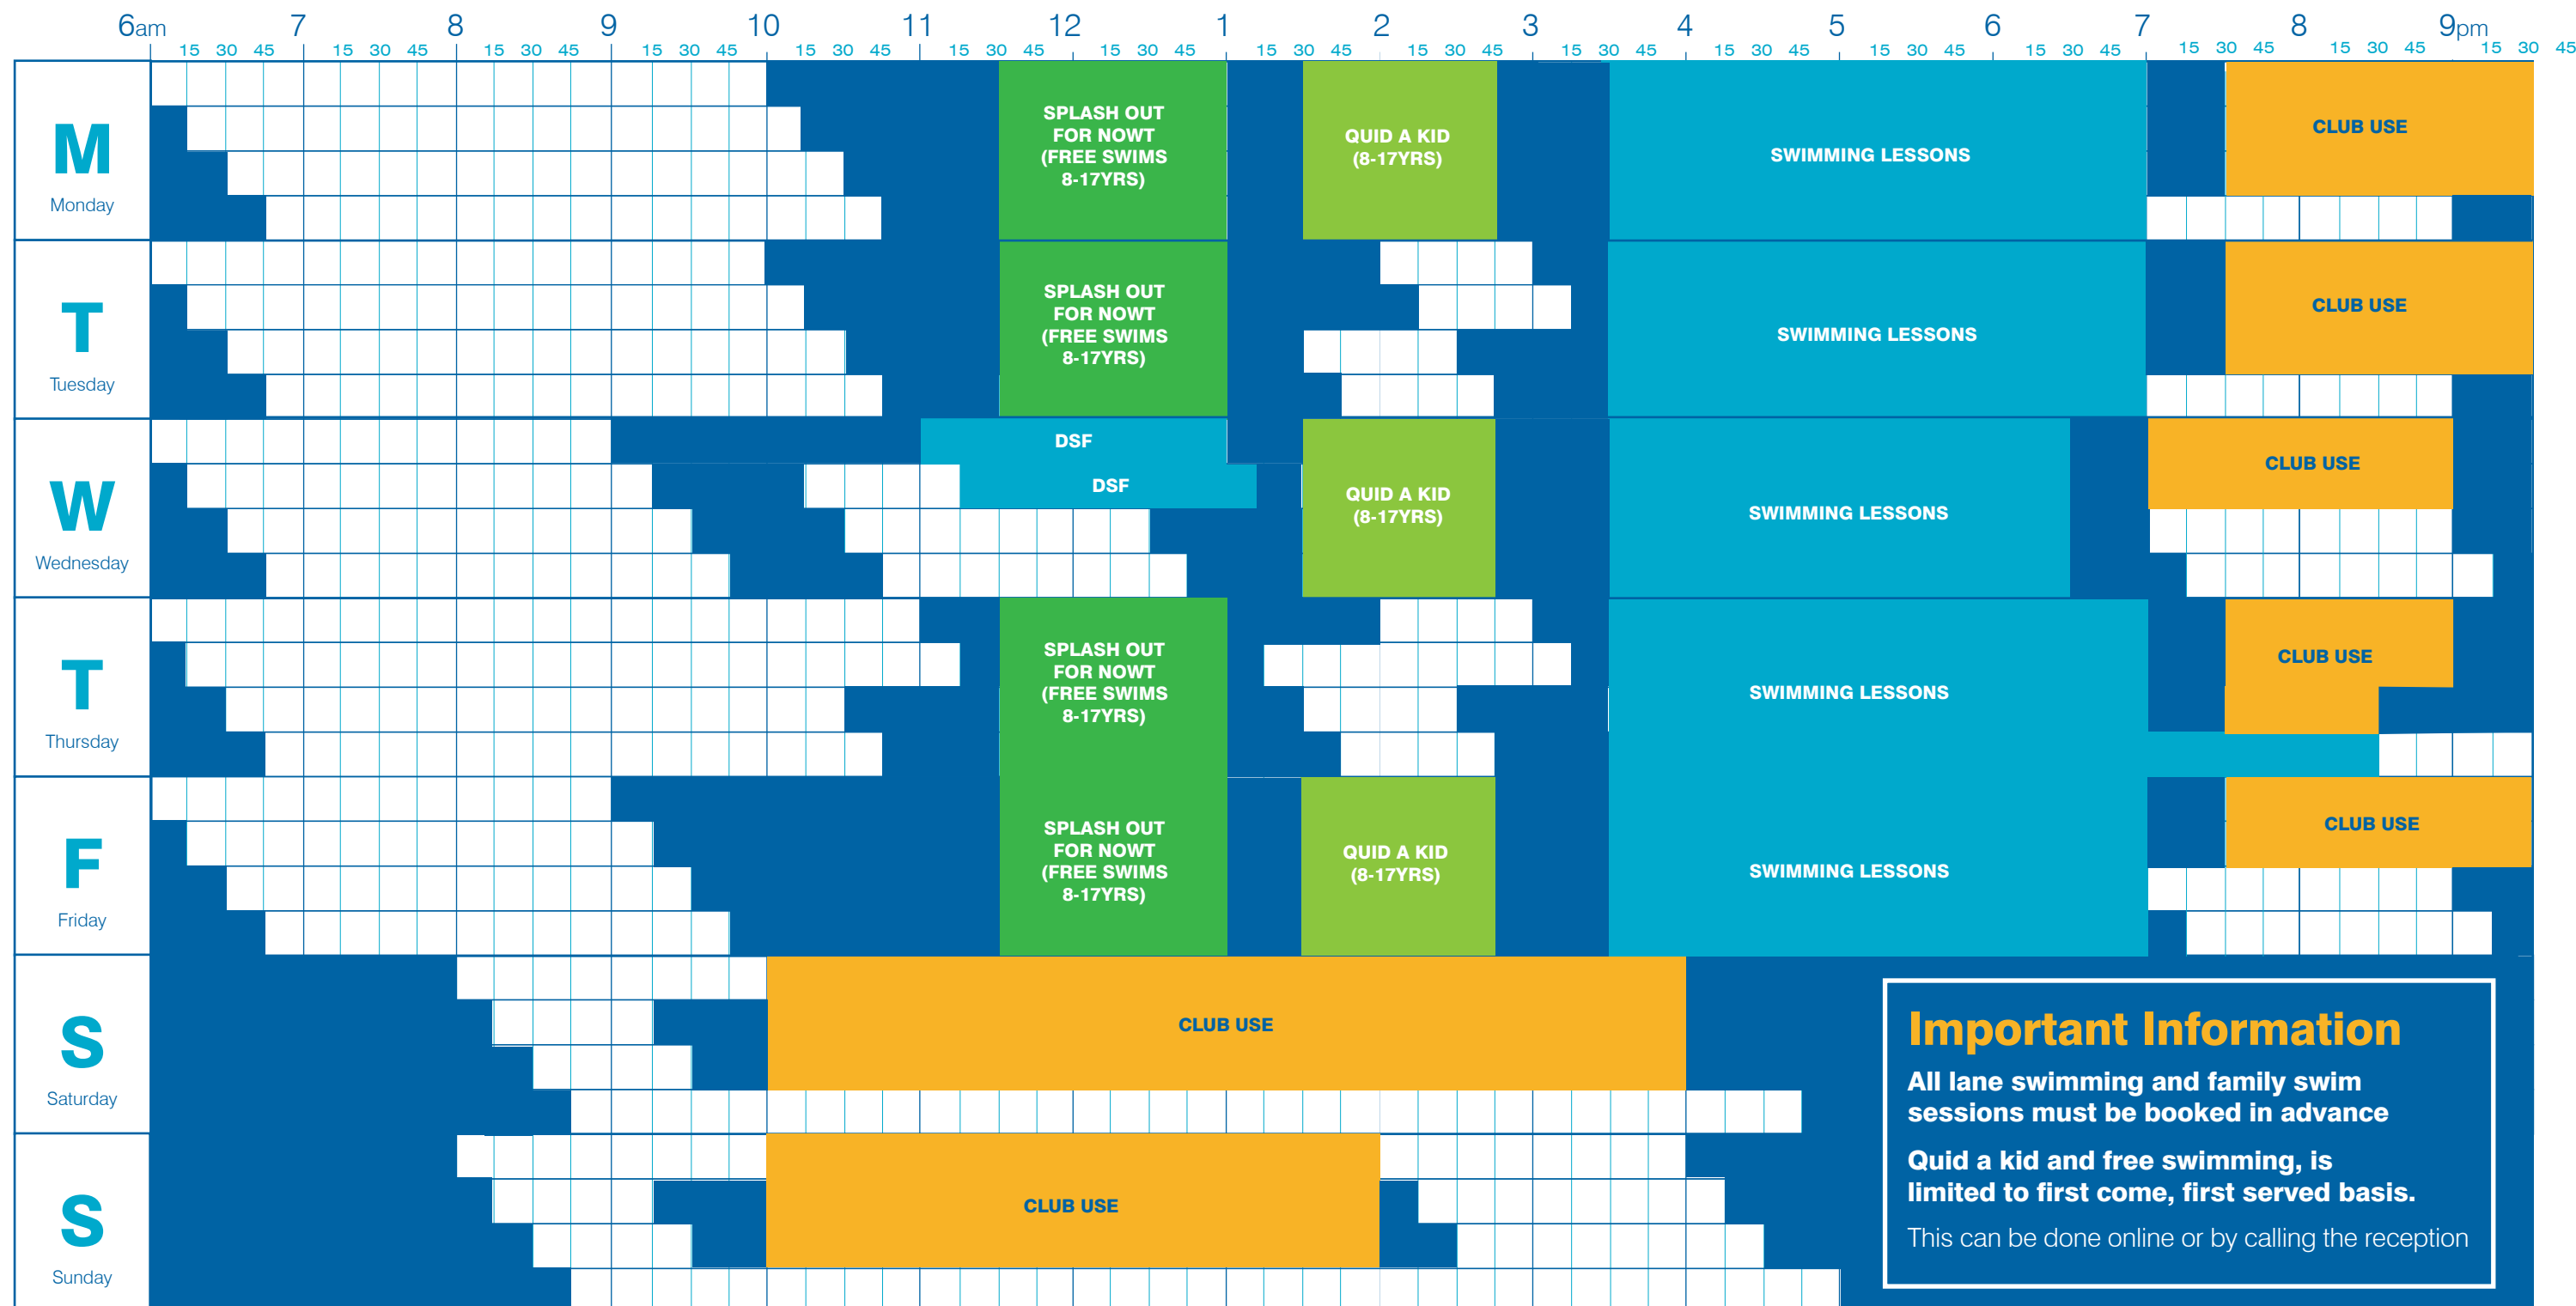 6am 7 8 9 10 11 12 1 2 3 4 5 6 7 8 9pm
15 30 45 15 30 45 15 30 45 15 30 45 15 30 45 15 30 45 15 30 45 15 30 45 15 30 45 15 30 45 15 30 45 15 30 45 15 30 45 15 30 45 15 30 45 15 30 45
M
Monday
SPLASH OUT
FOR NOWT
(FREE SWIMS
8-17YRS)
QUID A KID
(8-17YRS)
SWIMMING LESSONS
CLUB USE
T
Tuesday
SPLASH OUT
FOR NOWT
(FREE SWIMS
8-17YRS)
SWIMMING LESSONS
CLUB USE
W
Wednesday
DSF
DSF
QUID A KID
(8-17YRS)
SWIMMING LESSONS
CLUB USE
T
Thursday
SPLASH OUT
FOR NOWT
(FREE SWIMS
8-17YRS)
SWIMMING LESSONS
CLUB USE
F
Friday
SPLASH OUT
FOR NOWT
(FREE SWIMS
8-17YRS)
QUID A KID
(8-17YRS)
SWIMMING LESSONS
CLUB USE
S
Saturday
CLUB USE
S
Sunday
CLUB USE
Important Information
All lane swimming and family swim
sessions must be booked in advance
Quid a kid and free swimming, is
limited to first come, first served basis.
This can be done online or by calling the reception